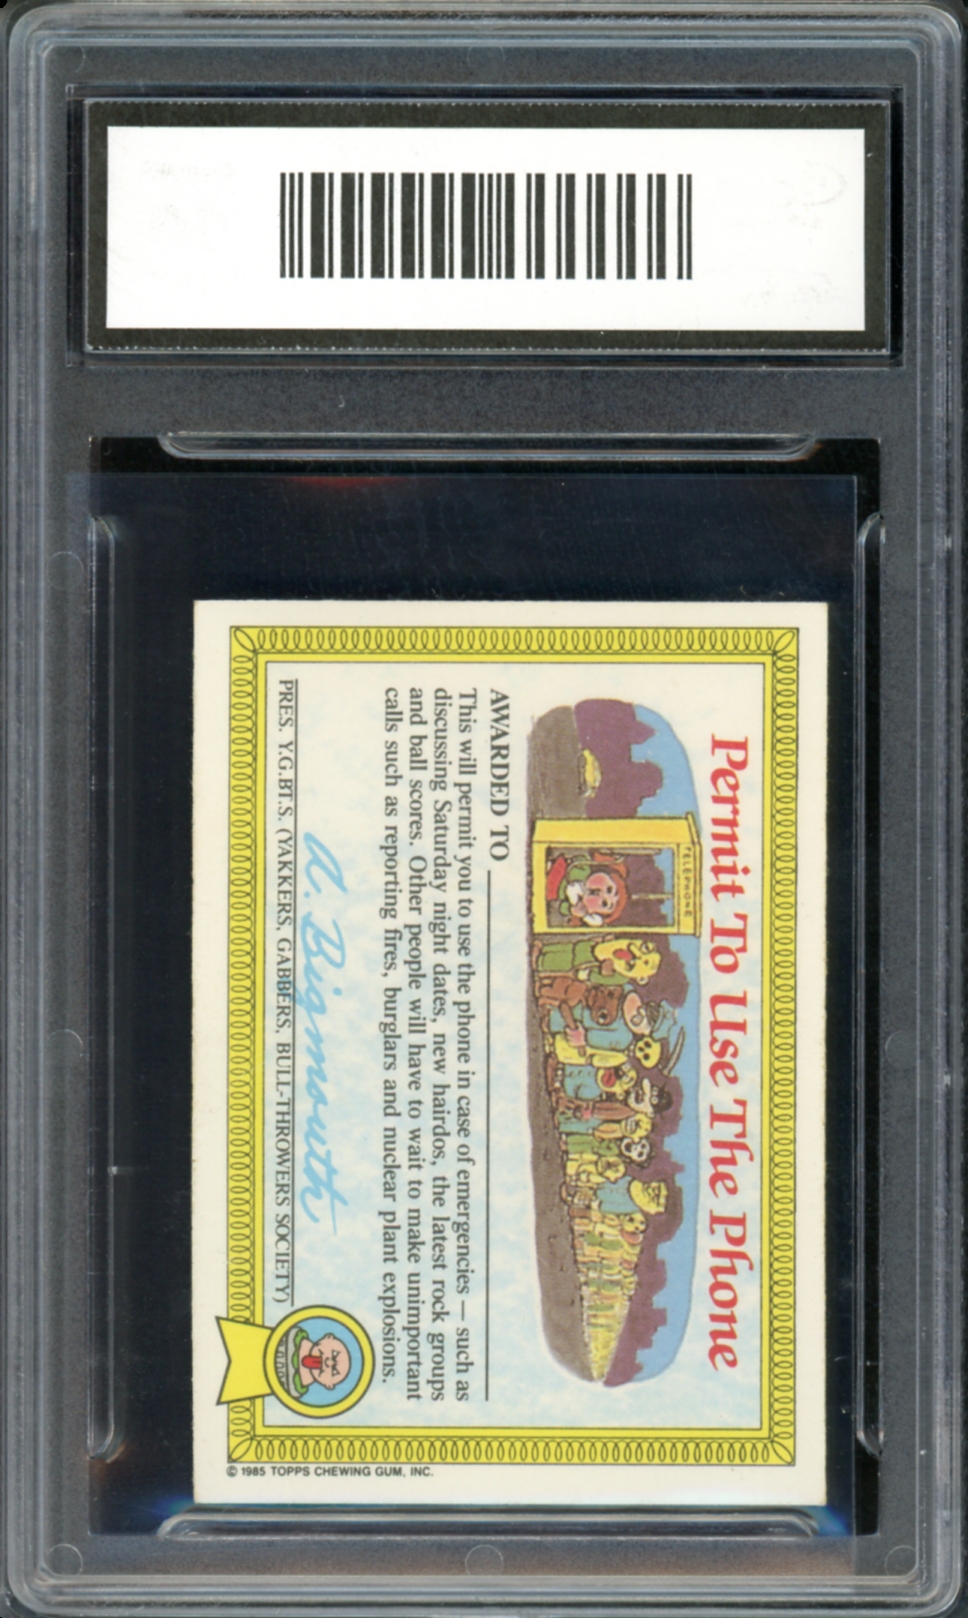 Permit To Use The Phone
TELEPHONE
AWARDED TO
This will permit you to use the phone in case of emergencies — such as
discussing Saturday night dates, new hairdos, the latest rock groups
and ball scores. Other people will have to wait to make unimportant
calls such as reporting fires, burglars and nuclear plant explosions.
A. Bigmouth
PRES. Y.G.BT.S. (YAKKERS, GABBERS, BULL-THROWERS SOCIETY)
© 1985 TOPPS CHEWING GUM, INC.